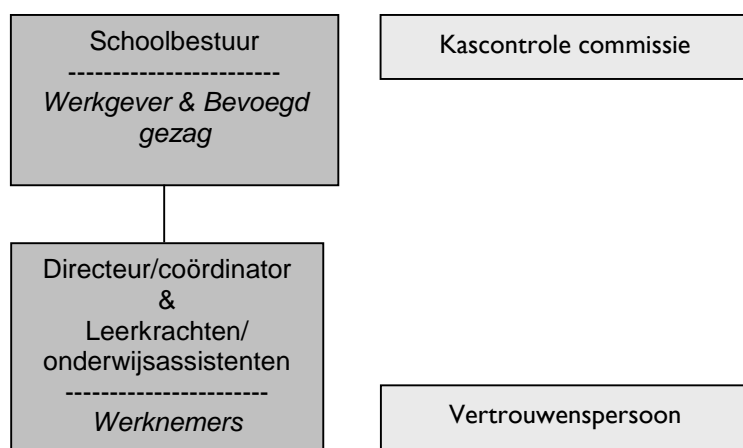 Schoolbestuur
------------------------
Werkgever & Bevoegd
gezag
Kascontrole commissie
Directeur/coördinator
&
Leerkrachten/
onderwijsassistenten
-----------------------
Werknemers
Vertrouwenspersoon